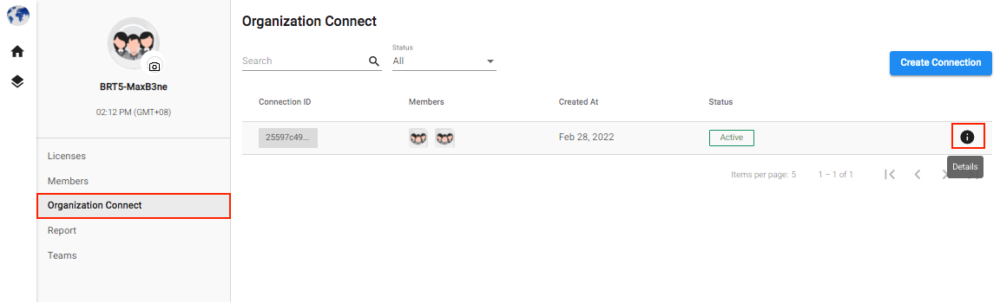 Organization Connect
BRT5-MaxB3ne
02:12 PM (GMT+08)
Licenses
Members
Organization Connect
Report
Teams
Search
Status
All
Create Connection
Connection ID Members Created At Status
25597c49... Feb 28, 2022 Active
Details
Items per page: 5 1 – 1 of 1